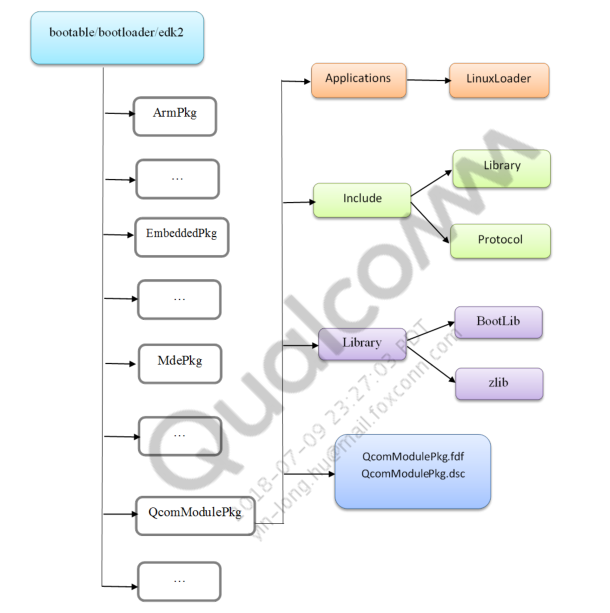 bootable/bootloader/edk2
ArmPkg
...
EmbeddedPkg
...
MdePkg
...
QcomModulePkg
...
Applications
LinuxLoader
Include
Library
Protocol
Library
BootLib
zlib
QcomModulePkg.fdf
QcomModulePkg.dsc
Qualcomm
2018-07-09 23:27:03 PDT
yin-long.hu@mail.foxconn.com